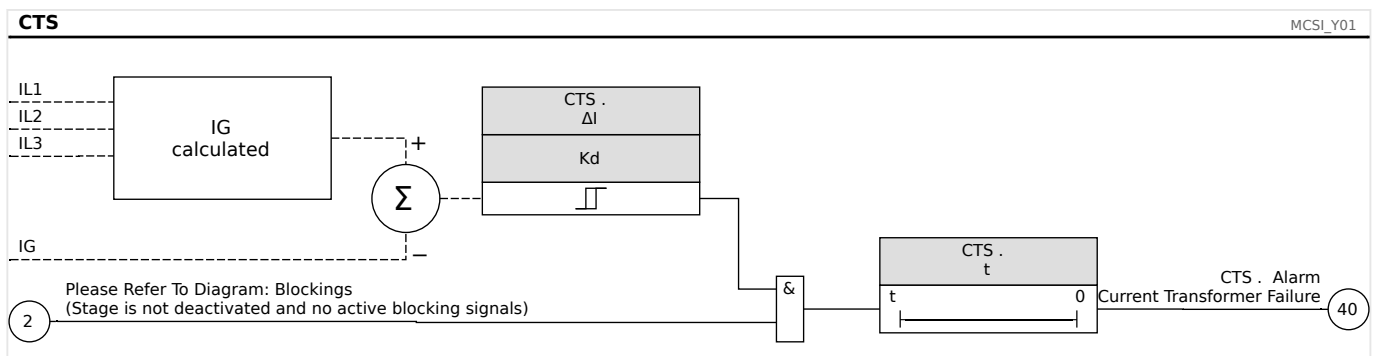 CTS
MCSI_Y01
IL1
IL2
IL3
IG
calculated
+
Σ
CTS .
ΔI
Kd
IG
−
Please Refer To Diagram: Blockings
(Stage is not deactivated and no active blocking signals)
2
&
CTS .
t
t 0
CTS . Alarm
Current Transformer Failure
40